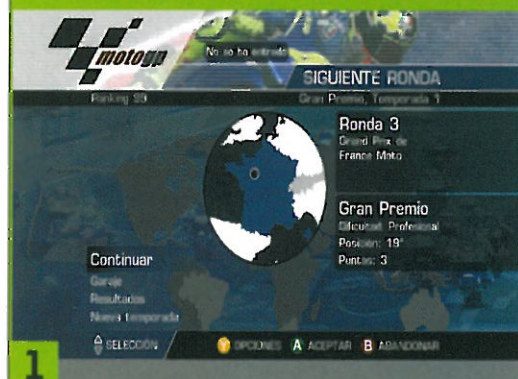 motogp
No se ha entrado
SIGUIENTE RONDA
Ranking 99
Gran Premio, Temporada 1
Ronda 3
Grand Prix de
France Moto
Gran Premio
Dificultad: Profesional
Posición: 19°
Puntos: 3
Continuar
Garaje
Resultados
Nueva temporada
SELECCIÓN
Y OPCIONES A ACEPTAR B ABANDONAR
1